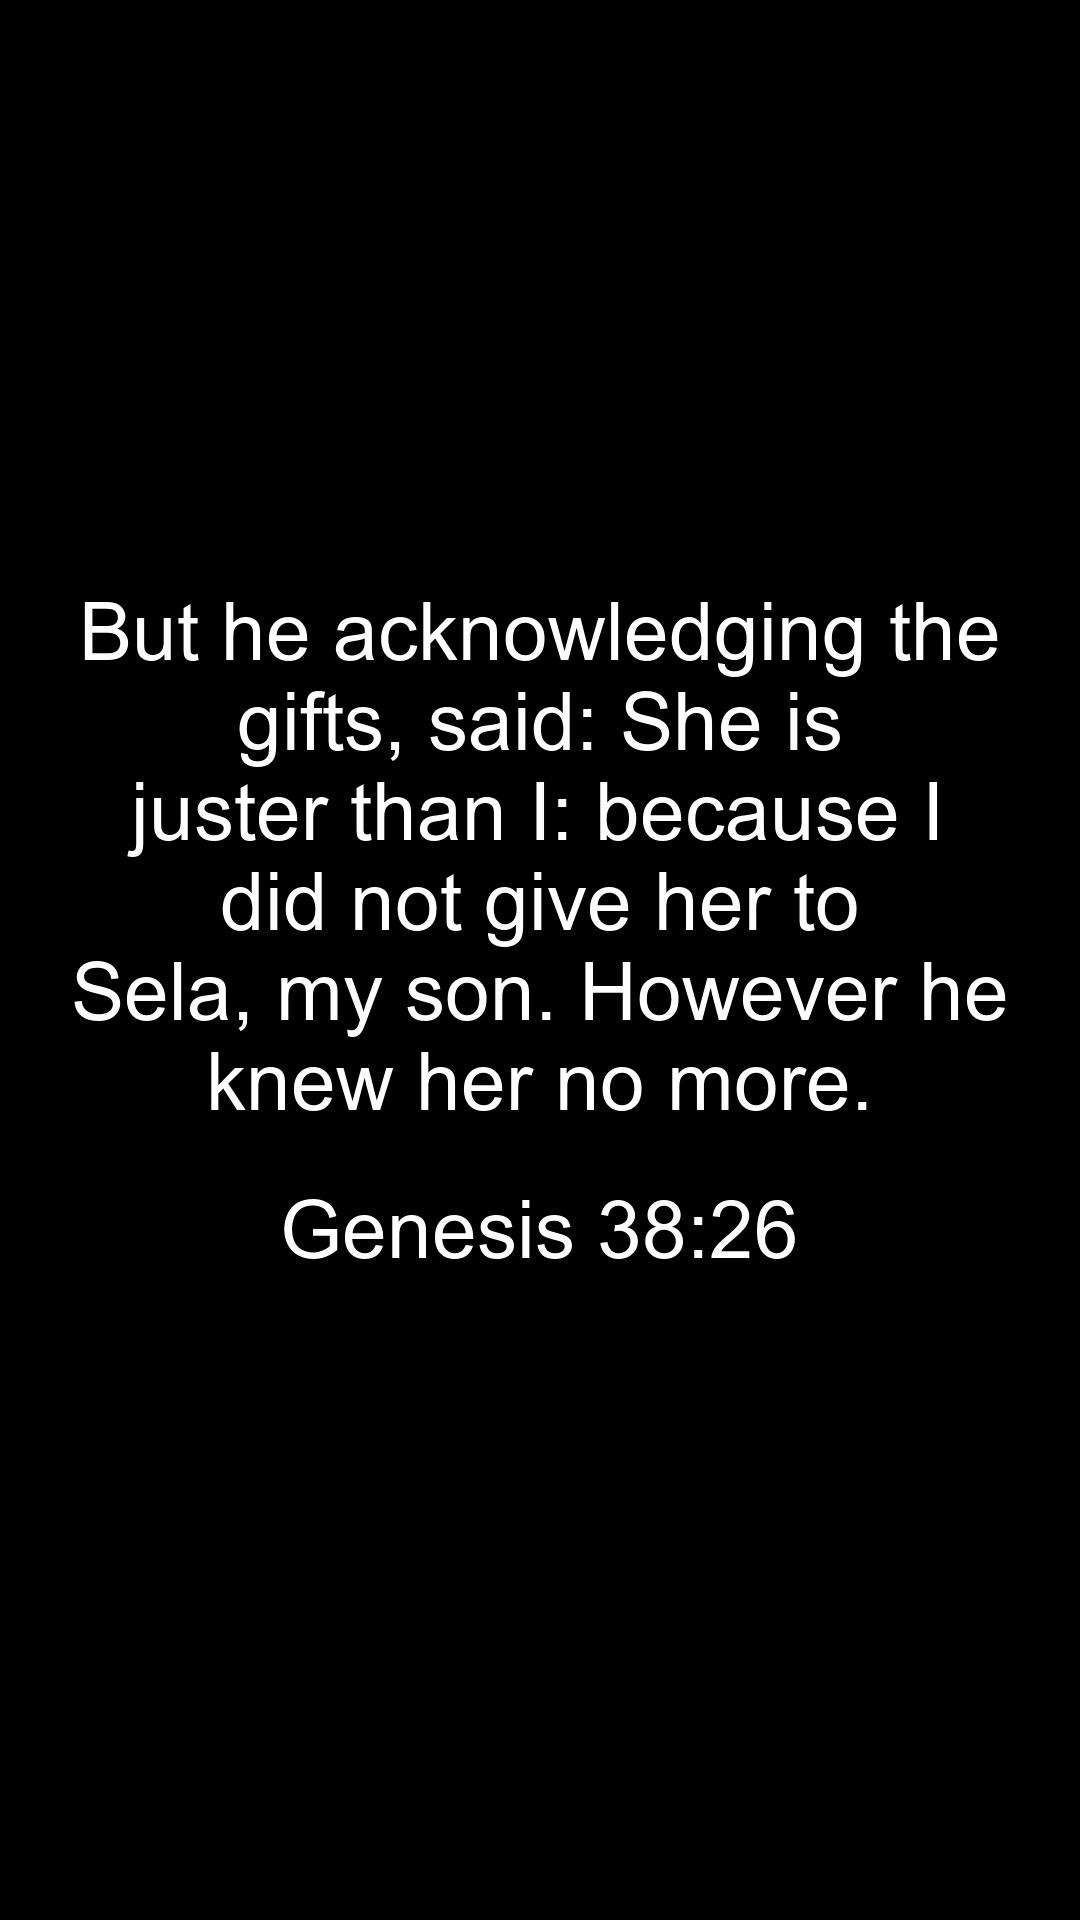 But he acknowledging the
gifts, said: She is
juster than I: because I
did not give her to
Sela, my son. However he
knew her no more.
Genesis 38:26